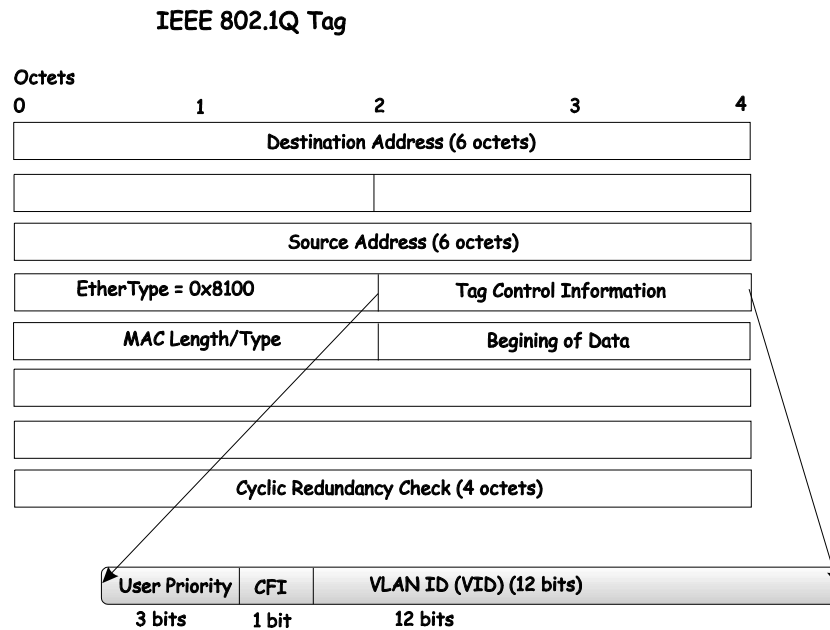 IEEE 802.1Q Tag
Octets
0 1 2 3 4
Destination Address (6 octets)
Source Address (6 octets)
EtherType = 0x8100 Tag Control Information
MAC Length/Type Begining of Data
Cyclic Redundancy Check (4 octets)
User Priority CFI VLAN ID (VID) (12 bits)
3 bits 1 bit 12 bits